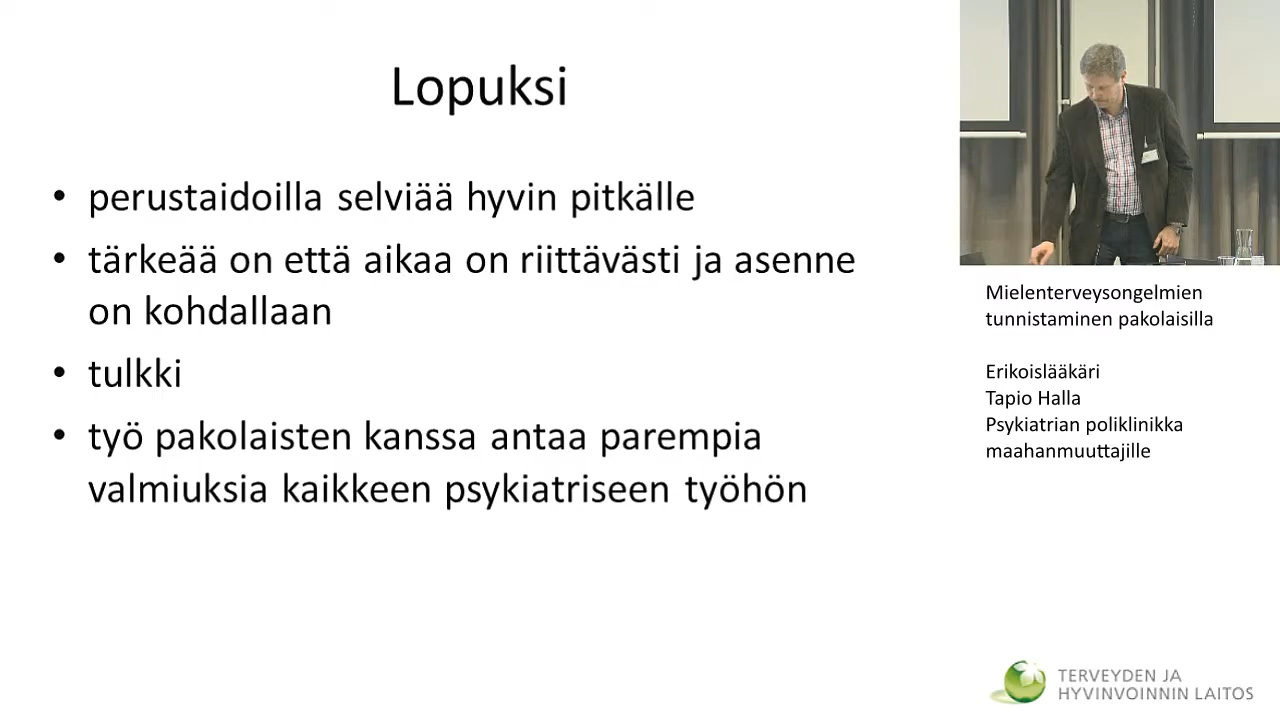 Lopuksi
• perustaidoilla selviää hyvin pitkälle
• tärkeää on että aikaa on riittävästi ja asenne
on kohdallaan
• tulkki
• työ pakolaisten kanssa antaa parempia
valmiuksia kaikkeen psykiatriseen työhön
Mielenterveysongelmien
tunnistaminen pakolaisilla
Erikoislääkäri
Tapio Halla
Psykiatrian poliklinikka
maahanmuuttajille
TERVEYDEN JA
HYVINVOINNIN LAITOS